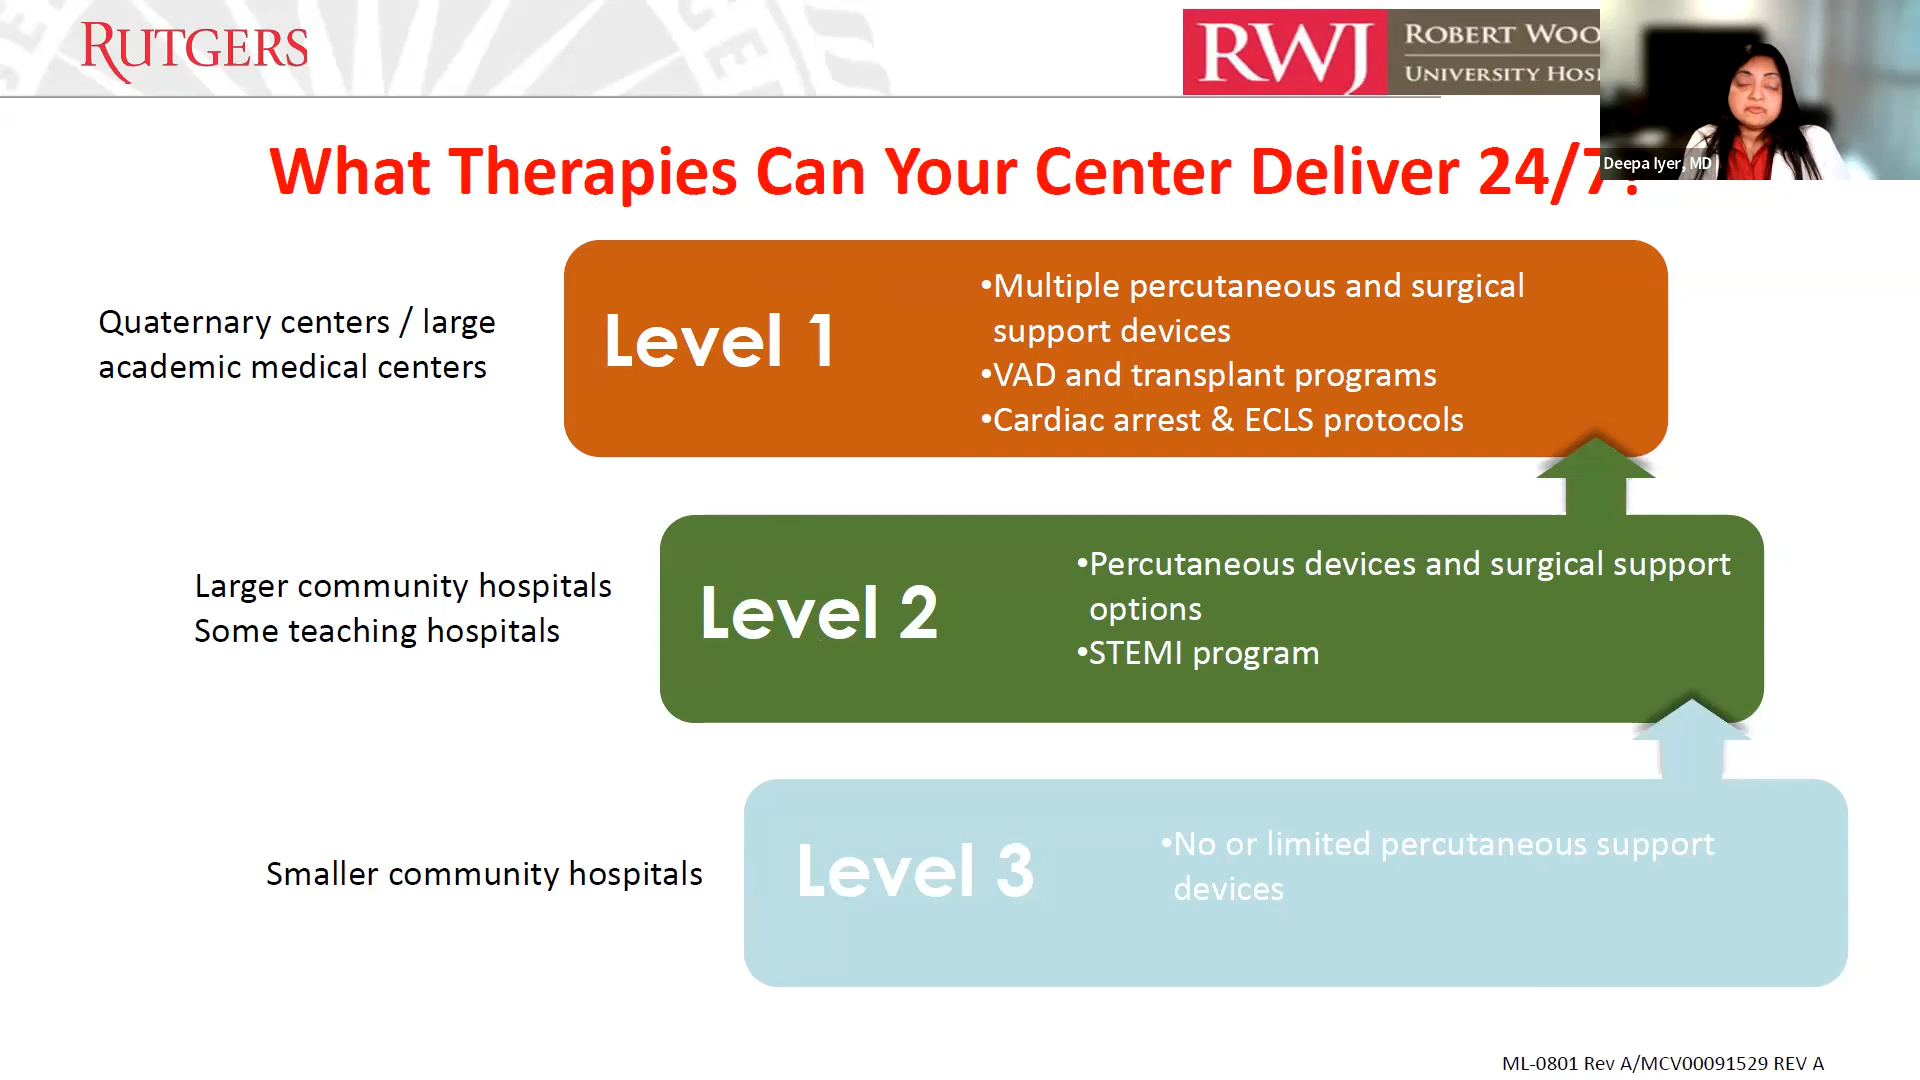 RUTGERS
RWJ
ROBERT WOO
UNIVERSITY HOS
Deepa Iyer, MD
What Therapies Can Your Center Deliver 24/7?
Quaternary centers / large
academic medical centers
Level 1
•Multiple percutaneous and surgical
support devices
•VAD and transplant programs
•Cardiac arrest & ECLS protocols
Larger community hospitals
Some teaching hospitals
Level 2
•Percutaneous devices and surgical support
options
•STEMI program
Smaller community hospitals
Level 3
•No or limited percutaneous support
devices
ML-0801 Rev A/MCV00091529 REV A